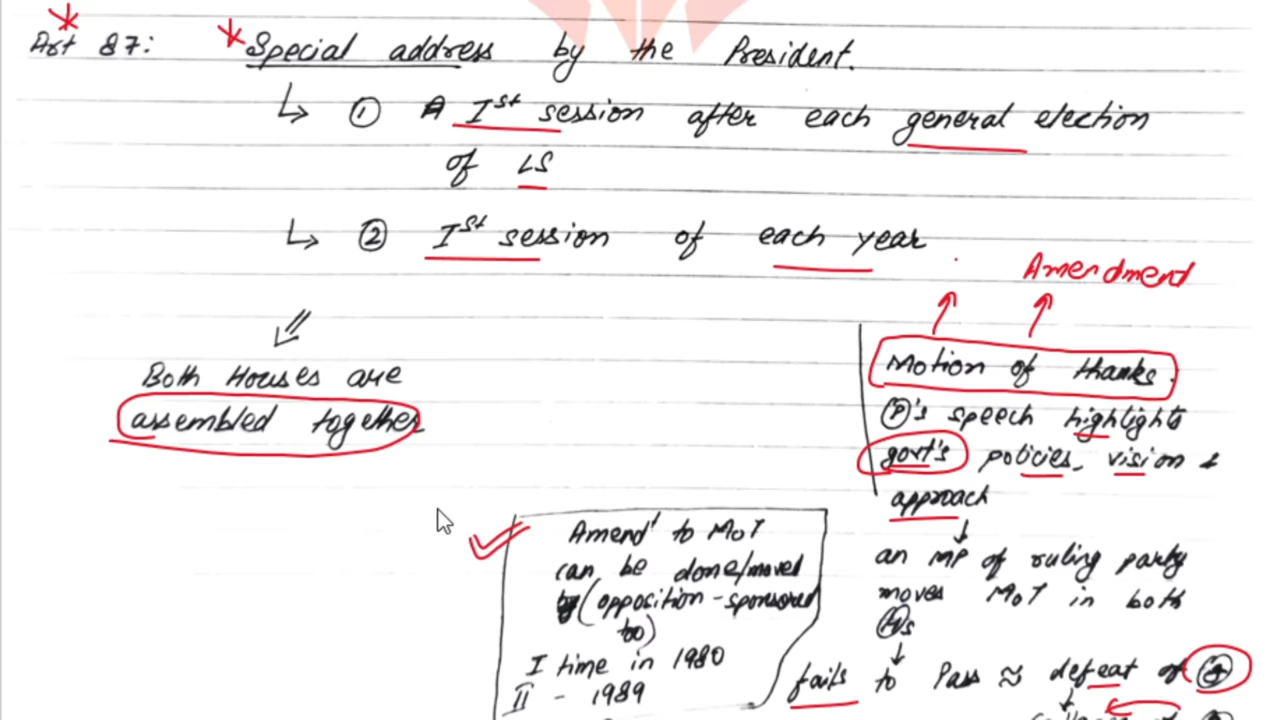 Art 87: Special address by the President.
↳ ① A Ist session after each general election
of LS
↳ ② Ist session of each year
Amendment
Both Houses are
assembled together
Motion of thanks.
Ⓟ's speech highlights
govt's policies, vision &
approach
↓
an MP of ruling party
moves MoT in both
Ⓗs
↓
fails to Pass ≈ defeat of Ⓖ
Amend' to MoT
can be done/moved
by (opposition - sponsored
too)
I time in 1980
II - 1989